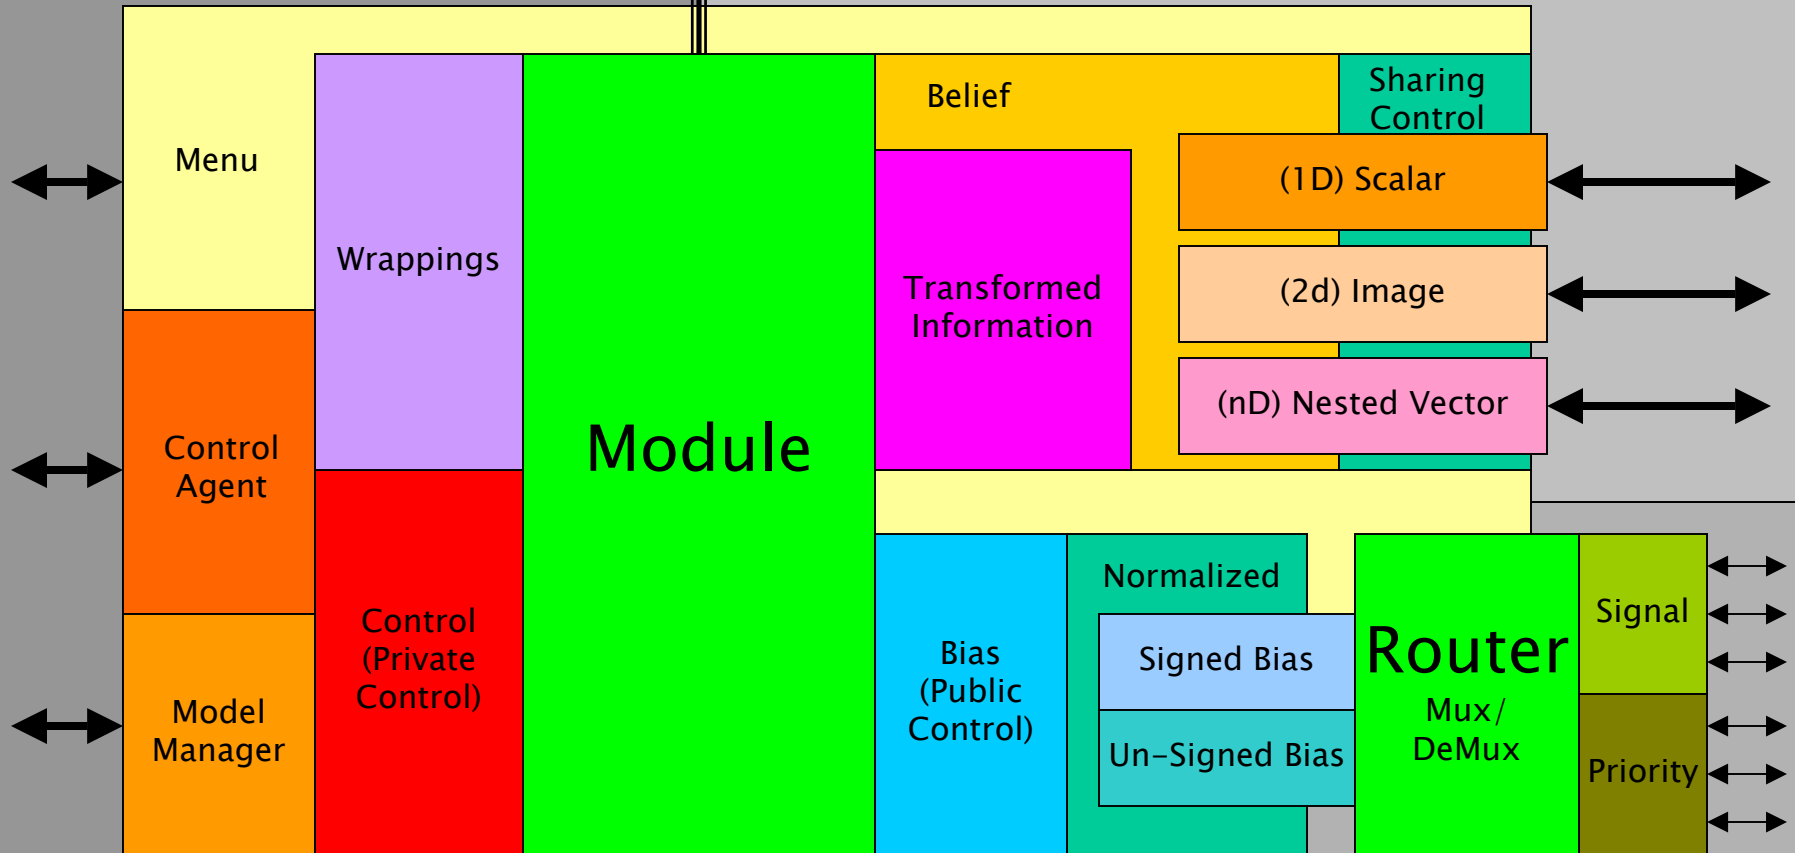 Menu
Wrappings
Module
Belief
Sharing
Control
(1D) Scalar
(2d) Image
(nD) Nested Vector
Transformed
Information
Control
Agent
Control
(Private
Control)
Model
Manager
Bias
(Public
Control)
Normalized
Signed Bias
Un-Signed Bias
Router
Mux/
DeMux
Signal
Priority